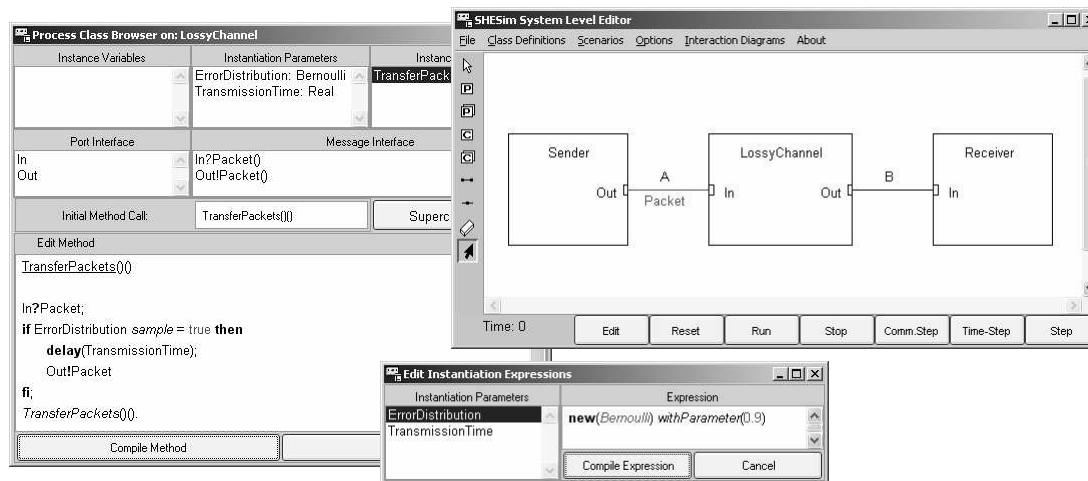 Process Class Browser on: LossyChannel
Instance Variables
Instantiation Parameters
Instanc
ErrorDistribution: Bernoulli
TransmissionTime: Real
TransferPack
Port Interface
Message Interface
In
Out
In?Packet()
Out!Packet()
Initial Method Call:
TransferPackets()()
Superc
Edit Method
TransferPackets()()
In?Packet;
if ErrorDistribution sample = true then
delay(TransmissionTime);
Out!Packet
fi;
TransferPackets()().
Compile Method
SHESim System Level Editor
File Class Definitions Scenarios Options Interaction Diagrams About
P
P
C
C
Sender
Out
A
Packet
LossyChannel
In
Out
B
Receiver
In
Time: 0
Edit
Reset
Run
Stop
Comm.Step
Time-Step
Step
Edit Instantiation Expressions
Instantiation Parameters
Expression
ErrorDistribution
TransmissionTime
new(Bernoulli) withParameter(0.9)
Compile Expression
Cancel